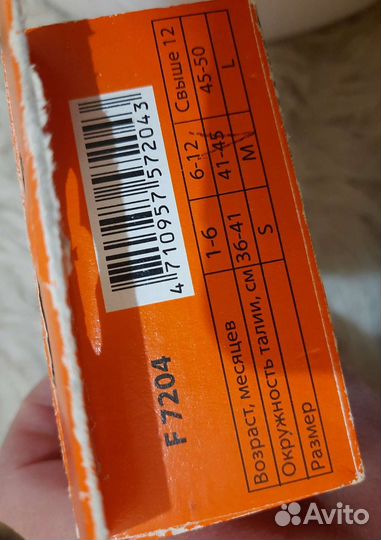 4 710957 572043
F 7204
Возраст, месяцев 1-6 6-12 Свыше 12
Окружность талии, см 36-41 41-45 45-50
Размер S M L
Avito